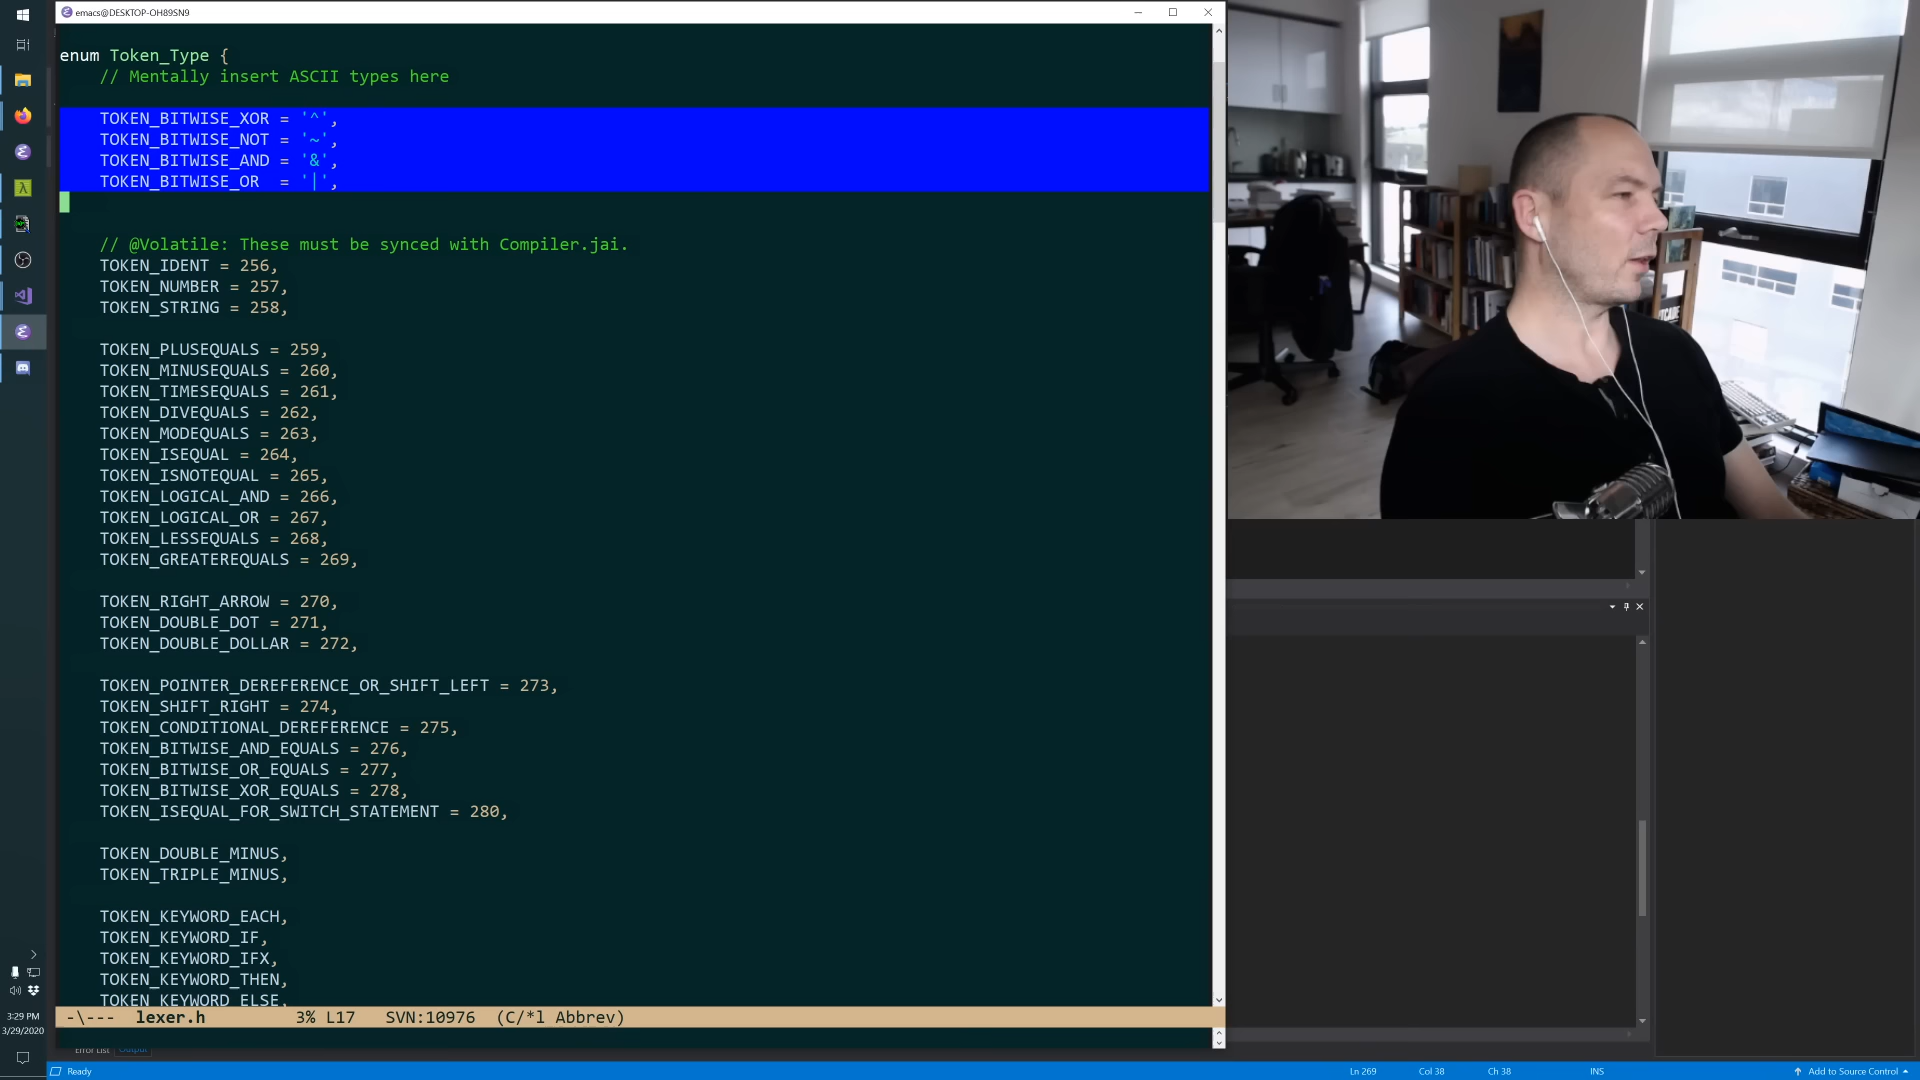 emacs@DESKTOP-OH89SN9
enum Token_Type {
// Mentally insert ASCII types here
TOKEN_BITWISE_XOR = '^',
TOKEN_BITWISE_NOT = '~',
TOKEN_BITWISE_AND = '&',
TOKEN_BITWISE_OR  = '|',
// @Volatile: These must be synced with Compiler.jai.
TOKEN_IDENT = 256,
TOKEN_NUMBER = 257,
TOKEN_STRING = 258,
TOKEN_PLUSEQUALS = 259,
TOKEN_MINUSEQUALS = 260,
TOKEN_TIMESEQUALS = 261,
TOKEN_DIVEQUALS = 262,
TOKEN_MODEQUALS = 263,
TOKEN_ISEQUAL = 264,
TOKEN_ISNOTEQUAL = 265,
TOKEN_LOGICAL_AND = 266,
TOKEN_LOGICAL_OR = 267,
TOKEN_LESSEQUALS = 268,
TOKEN_GREATEREQUALS = 269,
TOKEN_RIGHT_ARROW = 270,
TOKEN_DOUBLE_DOT = 271,
TOKEN_DOUBLE_DOLLAR = 272,
TOKEN_POINTER_DEREFERENCE_OR_SHIFT_LEFT = 273,
TOKEN_SHIFT_RIGHT = 274,
TOKEN_CONDITIONAL_DEREFERENCE = 275,
TOKEN_BITWISE_AND_EQUALS = 276,
TOKEN_BITWISE_OR_EQUALS = 277,
TOKEN_BITWISE_XOR_EQUALS = 278,
TOKEN_ISEQUAL_FOR_SWITCH_STATEMENT = 280,
TOKEN_DOUBLE_MINUS,
TOKEN_TRIPLE_MINUS,
TOKEN_KEYWORD_EACH,
TOKEN_KEYWORD_IF,
TOKEN_KEYWORD_IFX,
TOKEN_KEYWORD_THEN,
TOKEN_KEYWORD_ELSE,
-\--- lexer.h 3% L17 SVN:10976 (C/*l Abbrev)
3:29 PM
3/29/2020
Error List Output
Ready Ln 269 Col 38 Ch 38 INS Add to Source Control